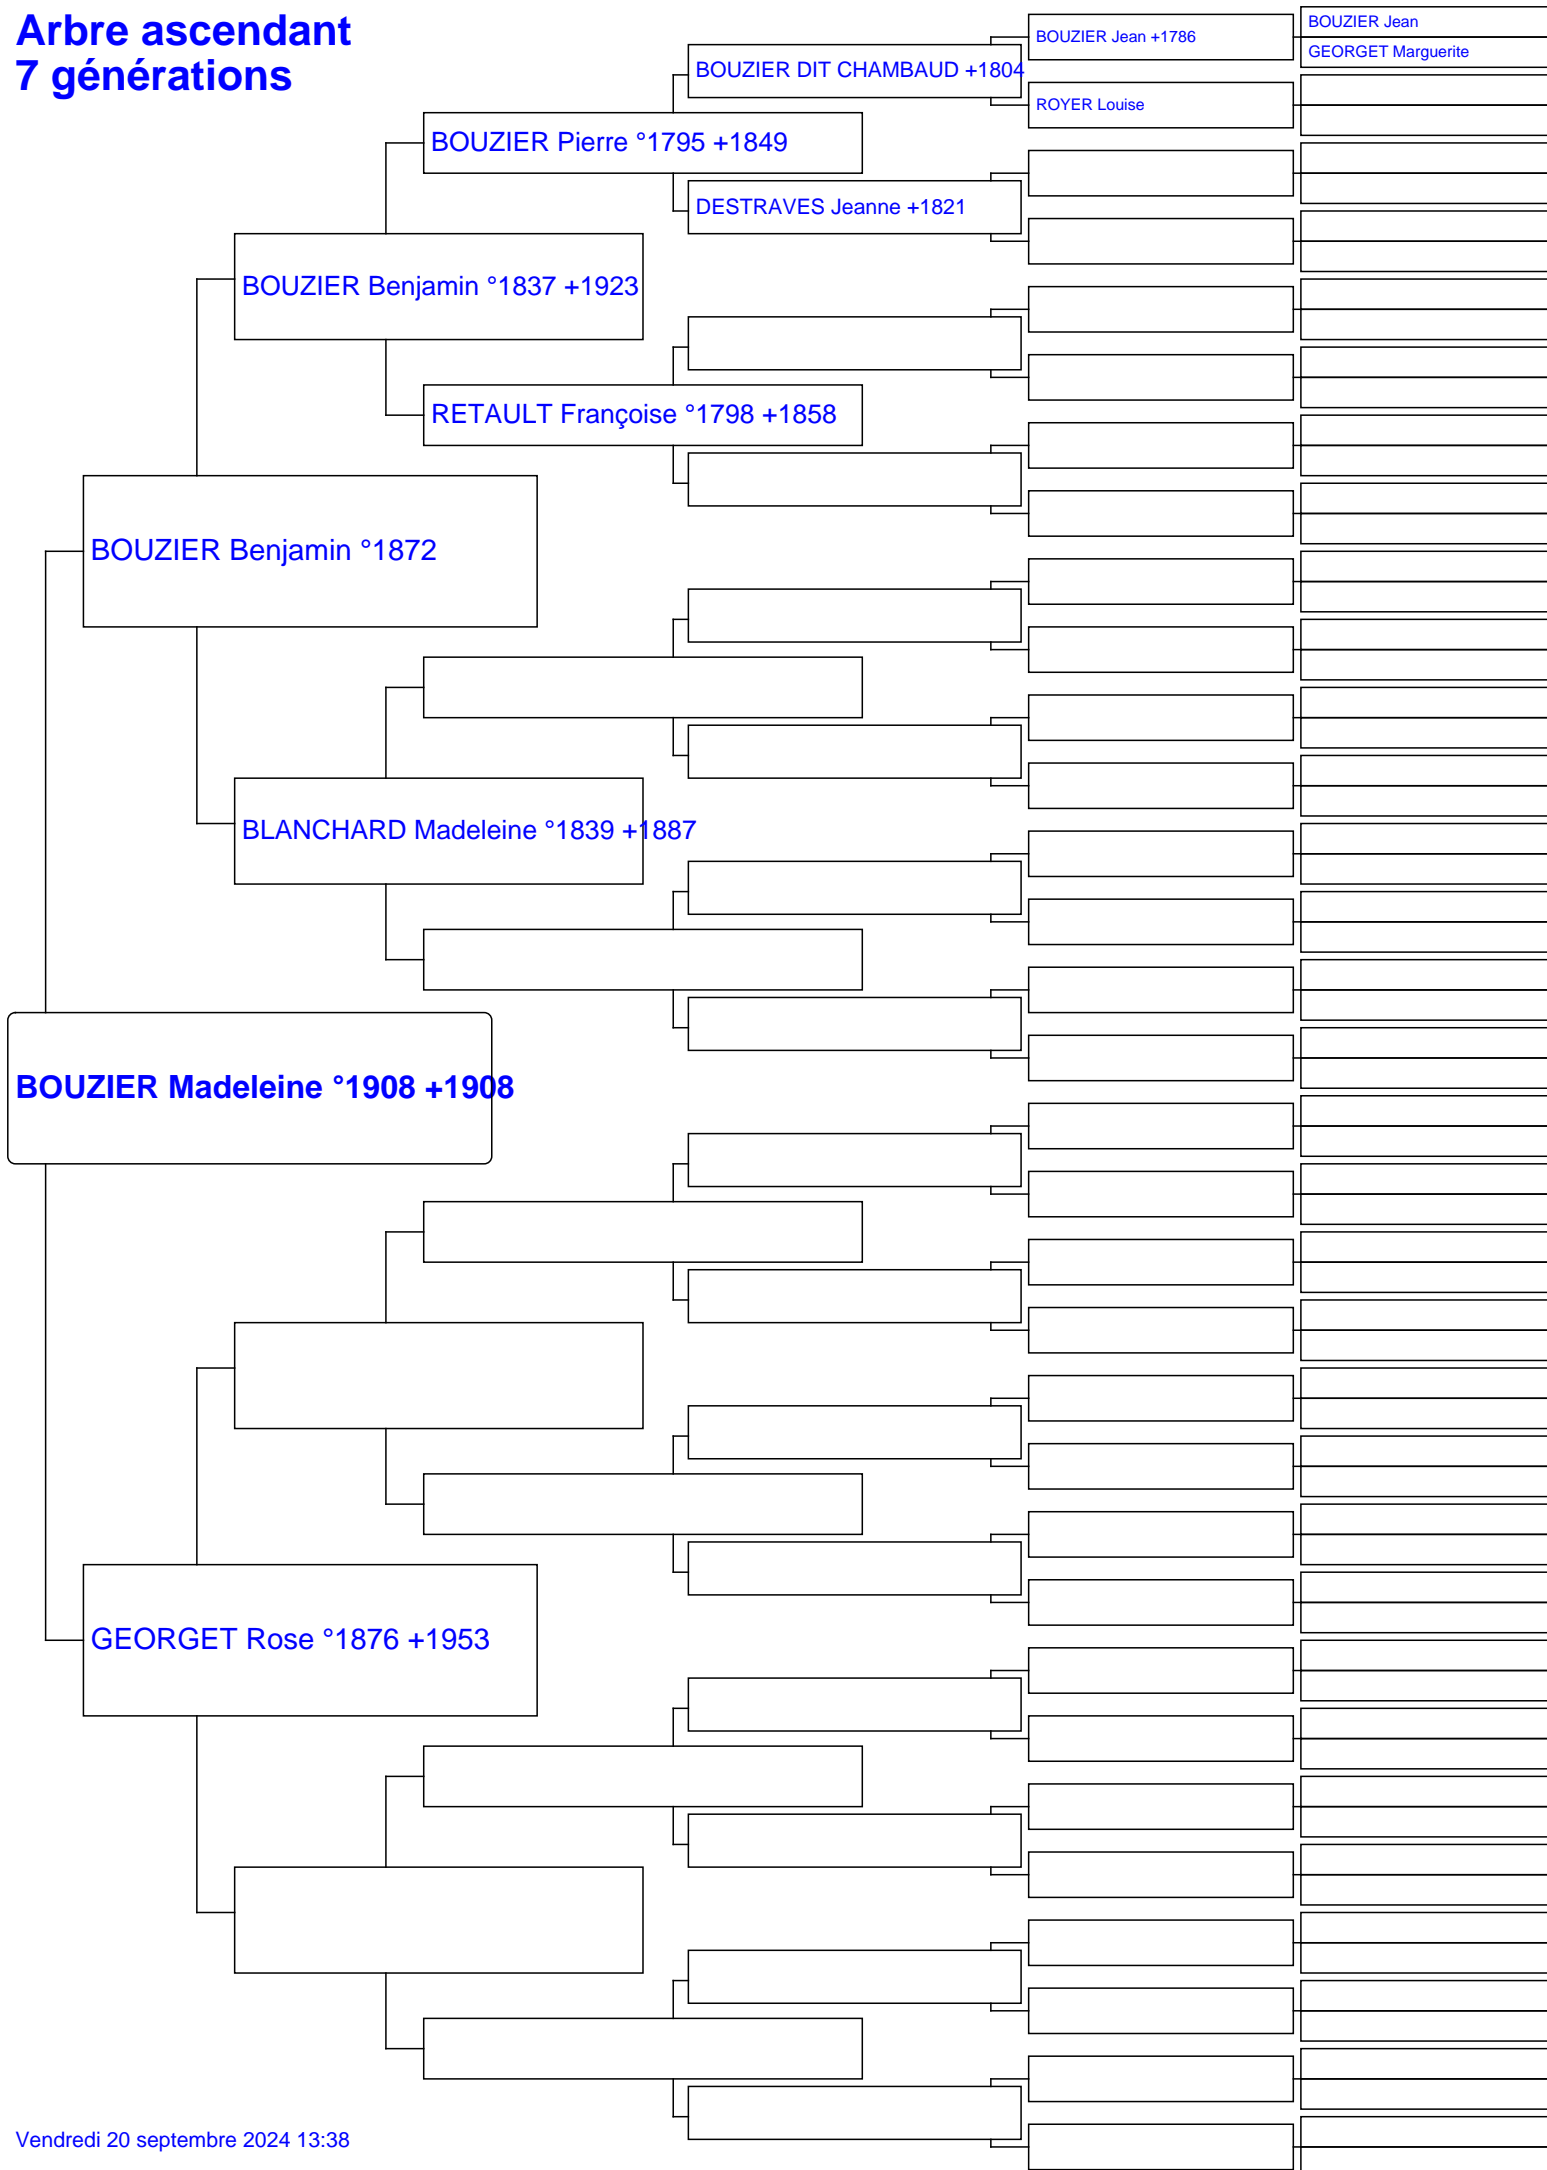 Arbre ascendant
7 générations
BOUZIER Jean
BOUZIER Jean +1786
GEORGET Marguerite
BOUZIER DIT CHAMBAUD +1804
ROYER Louise
BOUZIER Pierre °1795 +1849
DESTRAVES Jeanne +1821
BOUZIER Benjamin °1837 +1923
RETAULT Françoise °1798 +1858
BOUZIER Benjamin °1872
BLANCHARD Madeleine °1839 +1887
BOUZIER Madeleine °1908 +1908
GEORGET Rose °1876 +1953
Vendredi 20 septembre 2024 13:38